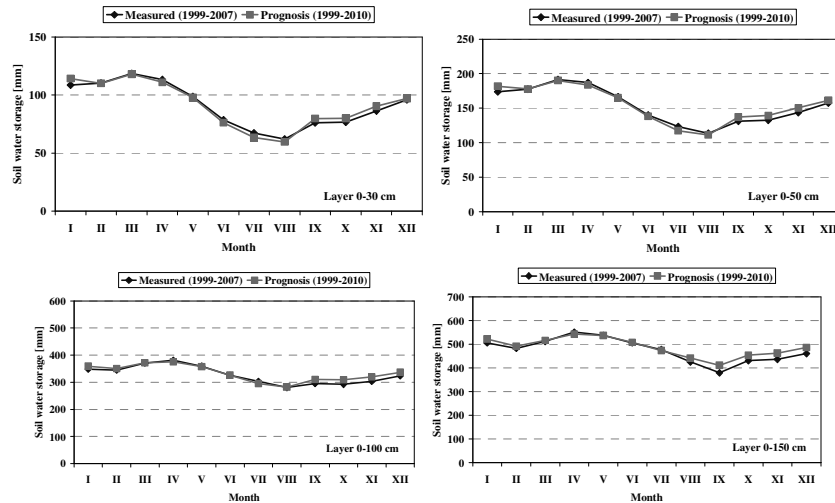 Measured (1999-2007) Prognosis (1999-2010)
150
100
50
0
Soil water storage [mm]
I II III IV V VI VII VIII IX X XI XII
Month
Layer 0-30 cm
Measured (1999-2007) Prognosis (1999-2010)
250
200
150
100
50
0
Soil water storage [mm]
I II III IV V VI VII VIII IX X XI XII
Month
Layer 0-50 cm
Measured (1999-2007) Prognosis (1999-2010)
600
500
400
300
200
100
0
Soil water storage [mm]
I II III IV V VI VII VIII IX X XI XII
Month
Layer 0-100 cm
Measured (1999-2007) Prognosis (1999-2010)
700
600
500
400
300
200
100
0
Soil water storage [mm]
I II III IV V VI VII VIII IX X XI XII
Month
Layer 0-150 cm